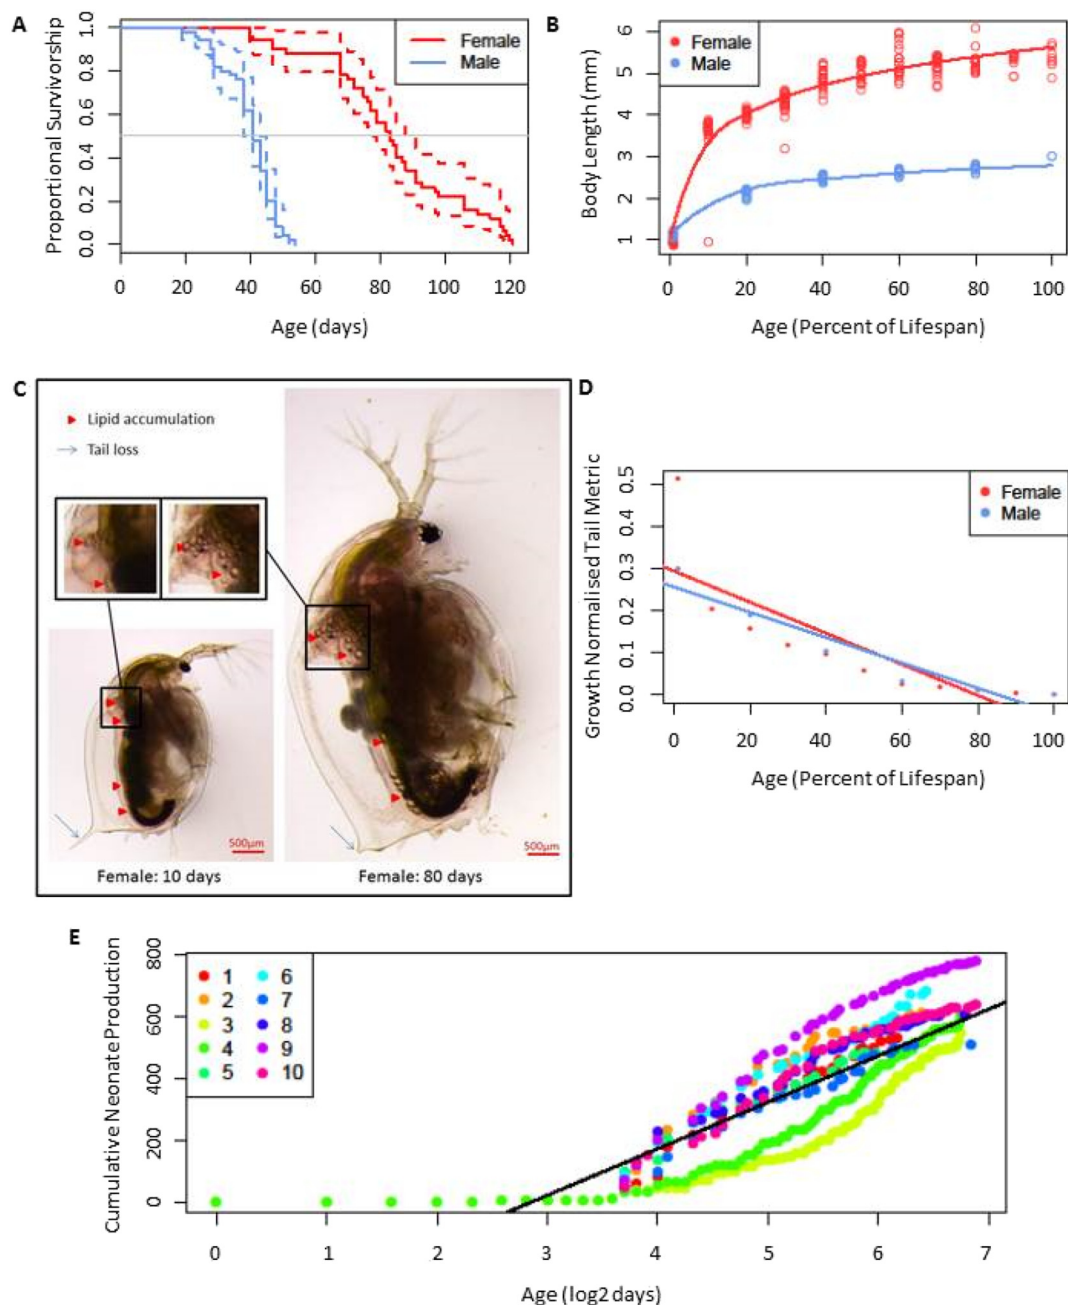 A
Proportional Survivorship
1.0
0.8
0.6
0.4
0.2
0.0
Female
Male
0 20 40 60 80 100 120
Age (days)
B
Body Length (mm)
6
5
4
3
2
1
Female
Male
0 20 40 60 80 100
Age (Percent of Lifespan)
C
Lipid accumulation
Tail loss
500µm
500µm
Female: 10 days
Female: 80 days
D
Growth Normalised Tail Metric
0.5
0.4
0.3
0.2
0.1
0.0
Female
Male
0 20 40 60 80 100
Age (Percent of Lifespan)
E
Cumulative Neonate Production
800
600
400
200
0
1 6
2 7
3 8
4 9
5 10
0 1 2 3 4 5 6 7
Age (log2 days)